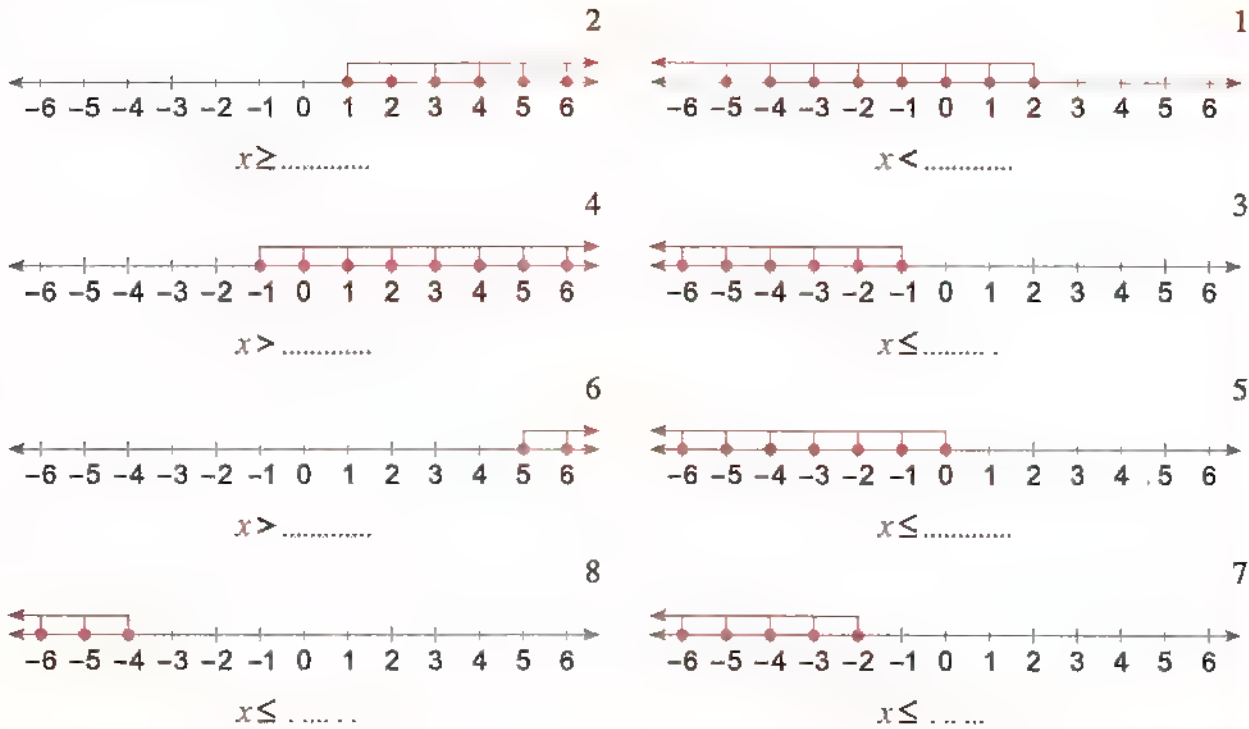 2
-6 -5 -4 -3 -2 -1 0 1 2 3 4 5 6
x ≥ ............
1
-6 -5 -4 -3 -2 -1 0 1 2 3 4 5 6
x < ............
4
-6 -5 -4 -3 -2 -1 0 1 2 3 4 5 6
x > ............
3
-6 -5 -4 -3 -2 -1 0 1 2 3 4 5 6
x ≤ ............
6
-6 -5 -4 -3 -2 -1 0 1 2 3 4 5 6
x > ............
5
-6 -5 -4 -3 -2 -1 0 1 2 3 4 5 6
x ≤ ............
8
-6 -5 -4 -3 -2 -1 0 1 2 3 4 5 6
x ≤ ............
7
-6 -5 -4 -3 -2 -1 0 1 2 3 4 5 6
x ≤ ............